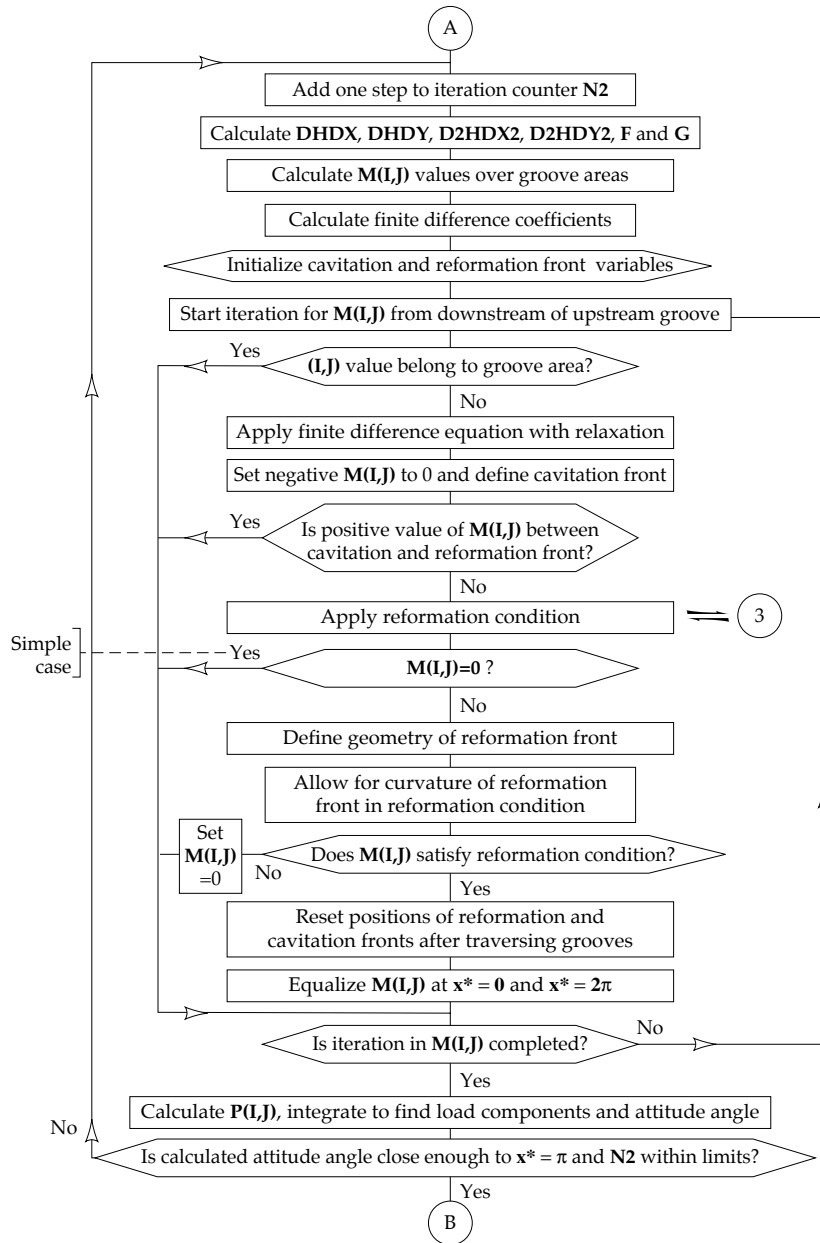 A
Add one step to iteration counter N2
Calculate DHDX, DHDY, D2HDX2, D2HDY2, F and G
Calculate M(I,J) values over groove areas
Calculate finite difference coefficients
Initialize cavitation and reformation front variables
Start iteration for M(I,J) from downstream of upstream groove
Yes
(I,J) value belong to groove area?
No
Apply finite difference equation with relaxation
Set negative M(I,J) to 0 and define cavitation front
Yes
Is positive value of M(I,J) between
cavitation and reformation front?
No
Apply reformation condition
3
Simple
case
Yes
M(I,J)=0 ?
No
Define geometry of reformation front
Allow for curvature of reformation
front in reformation condition
Set
M(I,J)
=0
No
Does M(I,J) satisfy reformation condition?
Yes
Reset positions of reformation and
cavitation fronts after traversing grooves
Equalize M(I,J) at x* = 0 and x* = 2π
Is iteration in M(I,J) completed?
No
Yes
Calculate P(I,J), integrate to find load components and attitude angle
No
Is calculated attitude angle close enough to x* = π and N2 within limits?
Yes
B